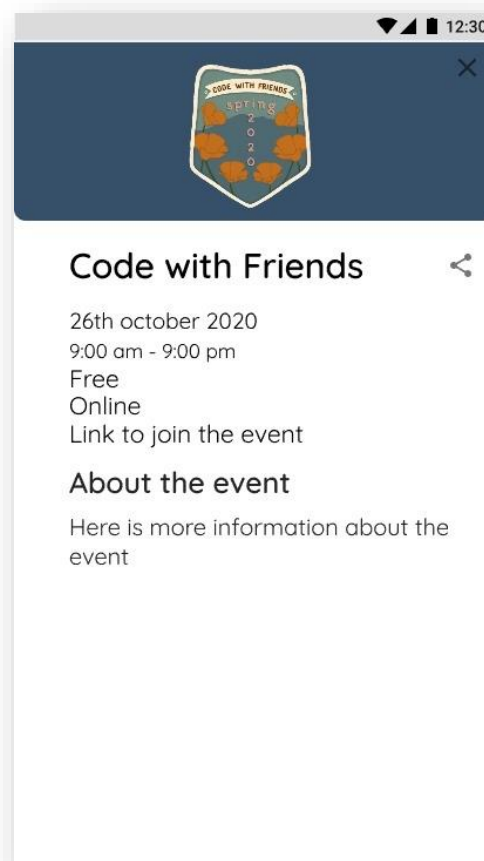 12:30
CODE WITH FRIENDS
spring
2
0
2
0
Code with Friends
26th october 2020
9:00 am - 9:00 pm
Free
Online
Link to join the event
About the event
Here is more information about the
event